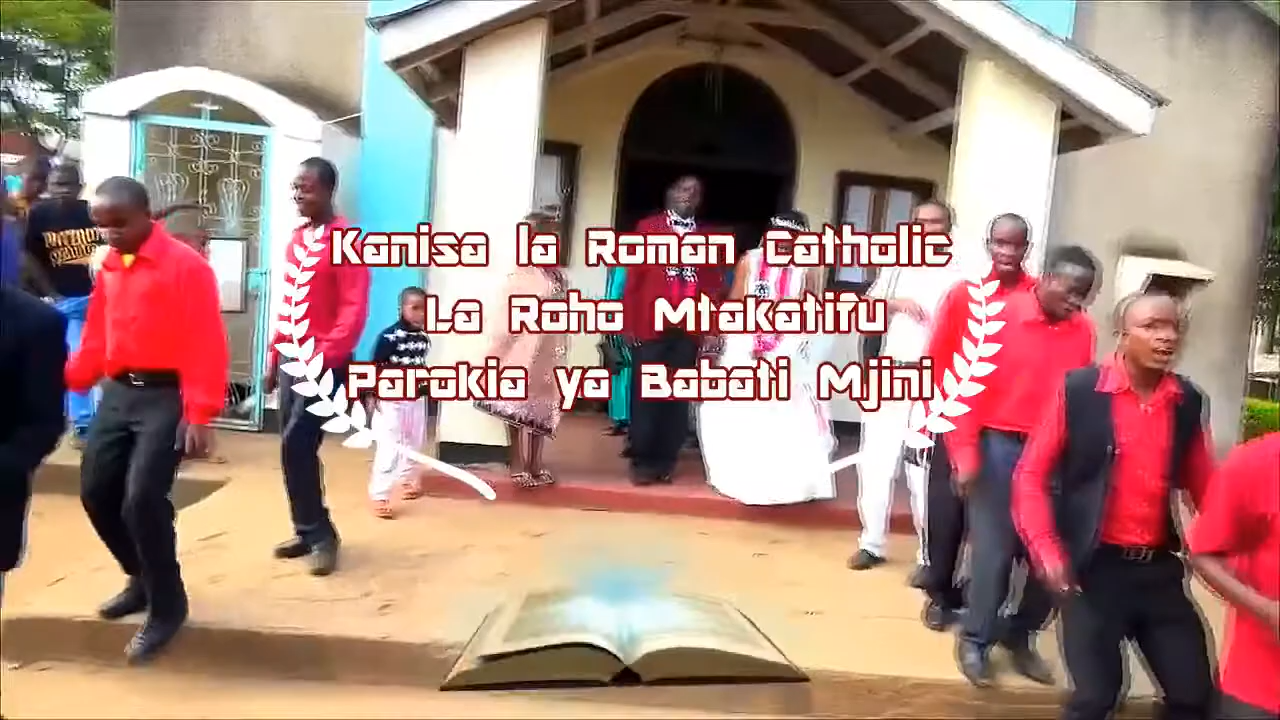 Kanisa la Roman Catholic
La Roho Mtakatifu
Parokia ya Babati Mjini